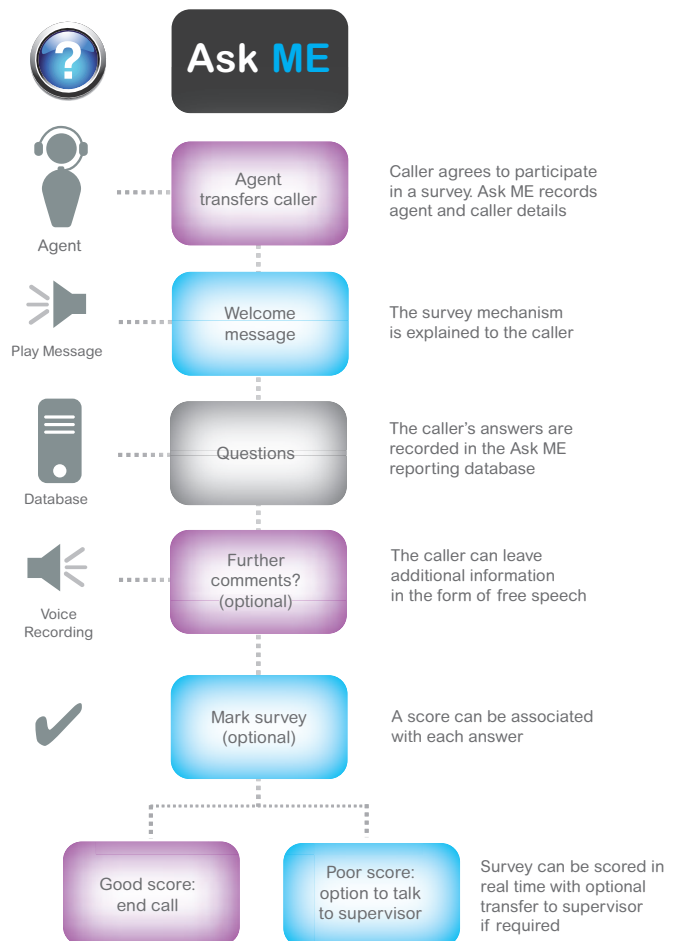 ?
Ask ME
Agent
transfers caller
Caller agrees to participate
in a survey. Ask ME records
agent and caller details
Agent
Welcome
message
The survey mechanism
is explained to the caller
Play Message
Questions
The caller's answers are
recorded in the Ask ME
reporting database
Database
Further
comments?
(optional)
The caller can leave
additional information
in the form of free speech
Voice
Recording
Mark survey
(optional)
A score can be associated
with each answer
Good score:
end call
Poor score:
option to talk
to supervisor
Survey can be scored in
real time with optional
transfer to supervisor
if required